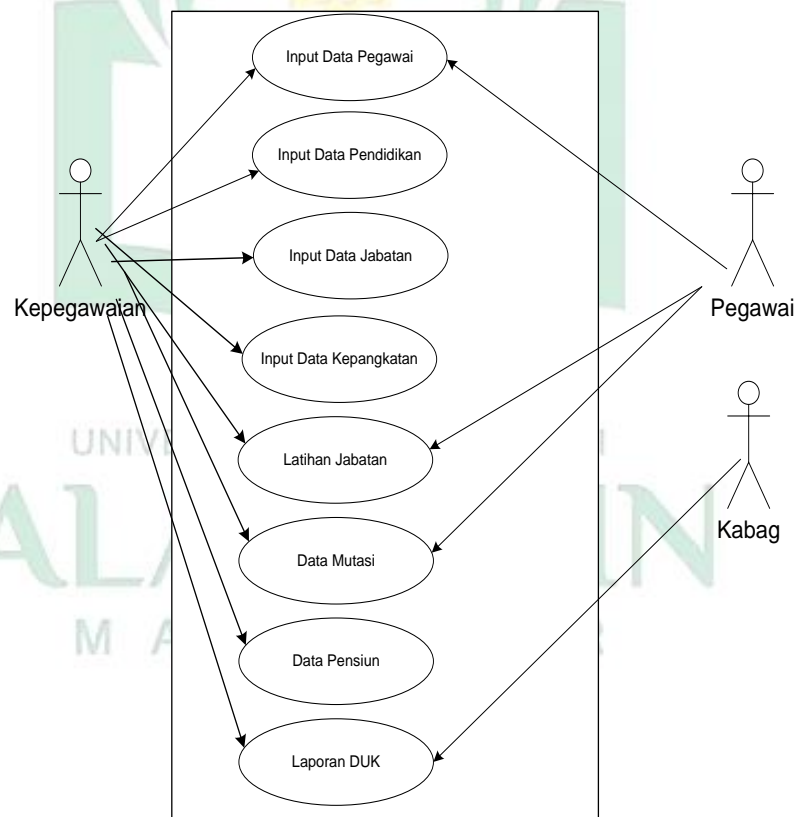 Input Data Pegawai
Input Data Pendidikan
Input Data Jabatan
Kepegawaian
Pegawai
Input Data Kepangkatan
Latihan Jabatan
Kabag
Data Mutasi
Data Pensiun
Laporan DUK